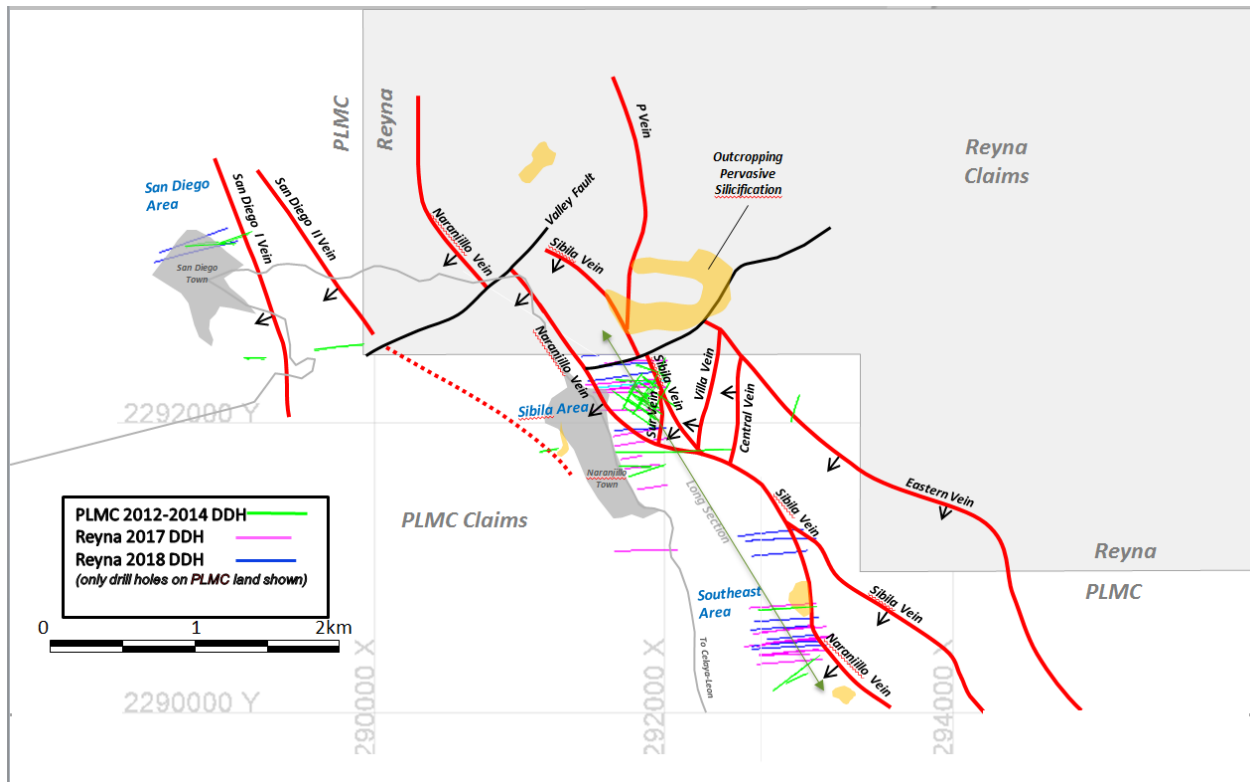 PLMC
Reyna
P Vein
Reyna
Claims
Outcropping
Pervasive
Silicification
San Diego
Area
San Diego I Vein
San Diego II Vein
Naranjillo Vein
Valley Fault
Sibila Vein
San Diego
Town
Naranjillo Vein
Sibila Vein
Villa Vein
Central Vein
Sur Vein
2292000 Y
Sibila Area
Naranjillo
Town
Long Section
Sibila Vein
Eastern Vein
PLMC Claims
PLMC 2012-2014 DDH
Reyna 2017 DDH
Reyna 2018 DDH
(only drill holes on PLMC land shown)
Reyna
PLMC
Southeast
Area
Sibila Vein
Naranjillo Vein
0 1 2km
To Celaya-Leon
2290000 Y
290000 X
292000 X
294000 X